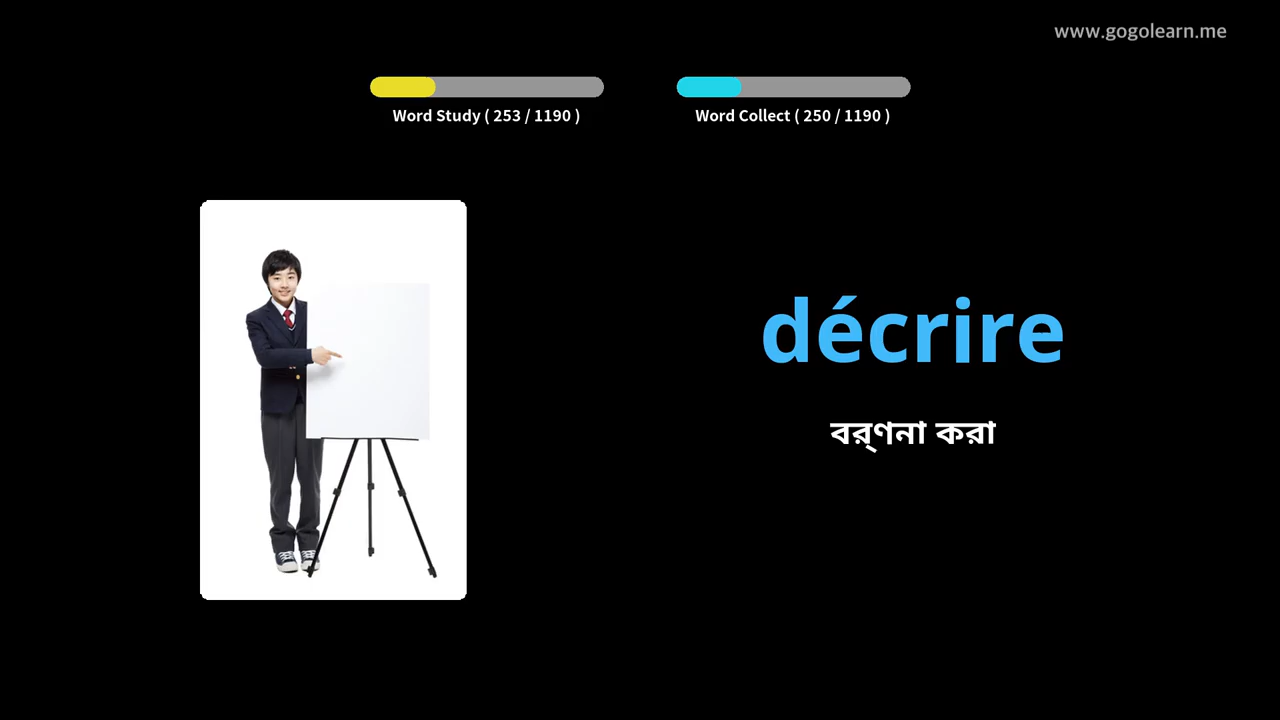 www.gogolearn.me
Word Study ( 253 / 1190 )
Word Collect ( 250 / 1190 )
décrire
বর্ণনা করা